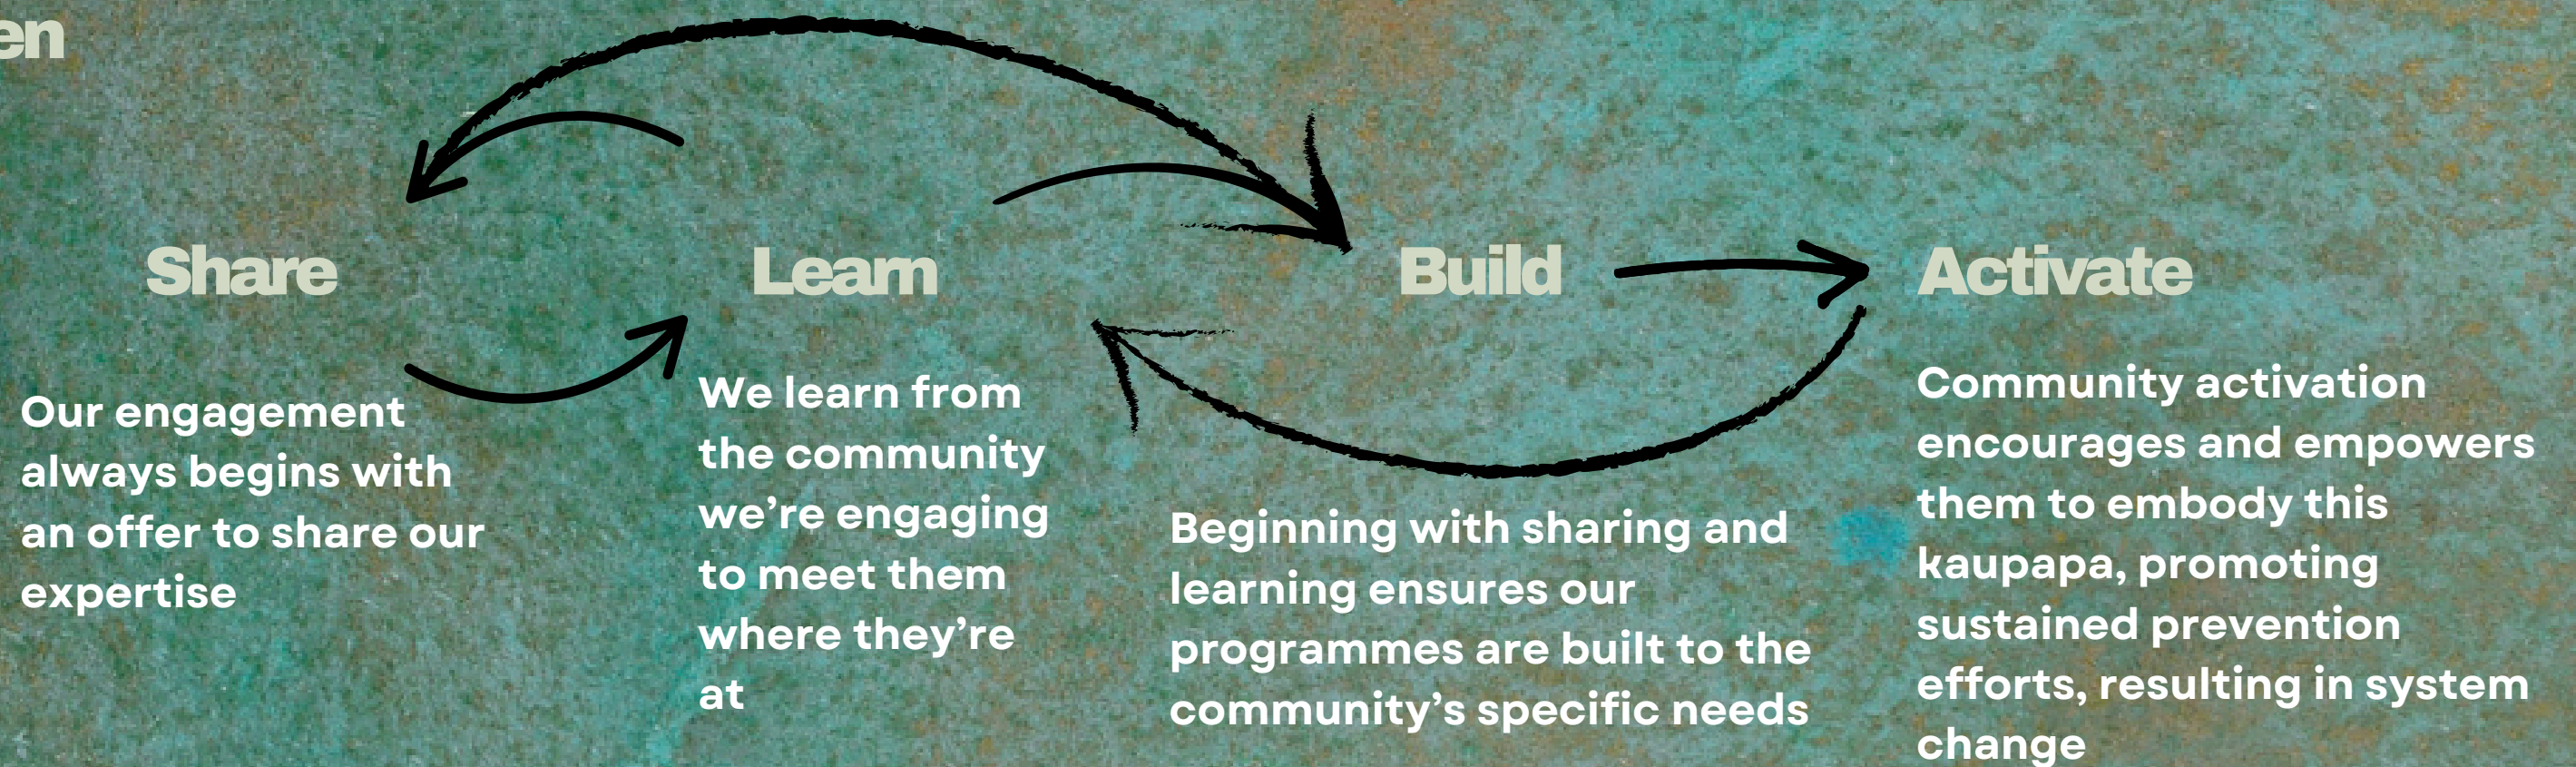 en
Share
Learn
Build
Activate
Our engagement
always begins with
an offer to share our
expertise
We learn from
the community
we're engaging
to meet them
where they're
at
Beginning with sharing and
learning ensures our
programmes are built to the
community's specific needs
Community activation
encourages and empowers
them to embody this
kaupapa, promoting
sustained prevention
efforts, resulting in system
change